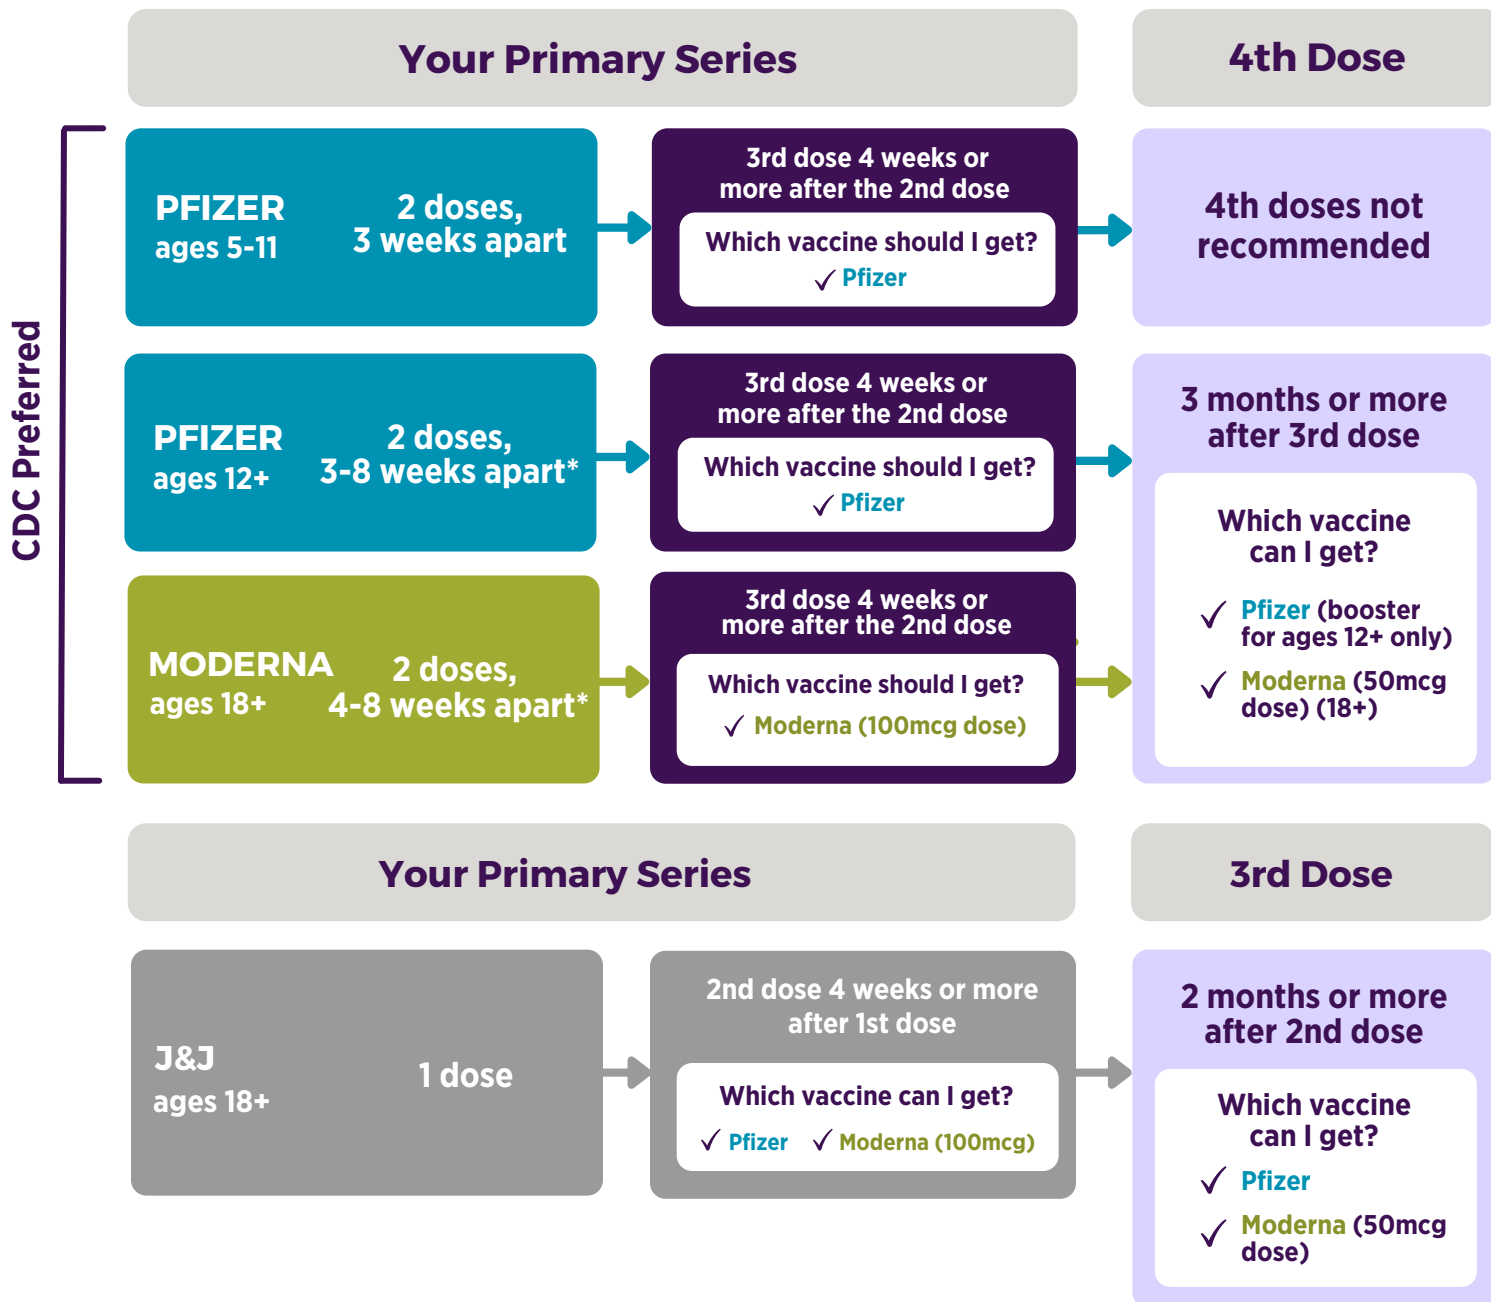 Your Primary Series
4th Dose
CDC Preferred
PFIZER
ages 5-11
2 doses,
3 weeks apart
3rd dose 4 weeks or
more after the 2nd dose
Which vaccine should I get?
✓ Pfizer
4th doses not
recommended
PFIZER
ages 12+
2 doses,
3-8 weeks apart*
3rd dose 4 weeks or
more after the 2nd dose
Which vaccine should I get?
✓ Pfizer
MODERNA
ages 18+
2 doses,
4-8 weeks apart*
3rd dose 4 weeks or
more after the 2nd dose
Which vaccine should I get?
✓ Moderna (100mcg dose)
3 months or more
after 3rd dose
Which vaccine
can I get?
✓ Pfizer (booster
for ages 12+ only)
✓ Moderna (50mcg
dose) (18+)
Your Primary Series
3rd Dose
J&J
ages 18+
1 dose
2nd dose 4 weeks or more
after 1st dose
Which vaccine can I get?
✓ Pfizer ✓ Moderna (100mcg)
2 months or more
after 2nd dose
Which vaccine
can I get?
✓ Pfizer
✓ Moderna (50mcg
dose)